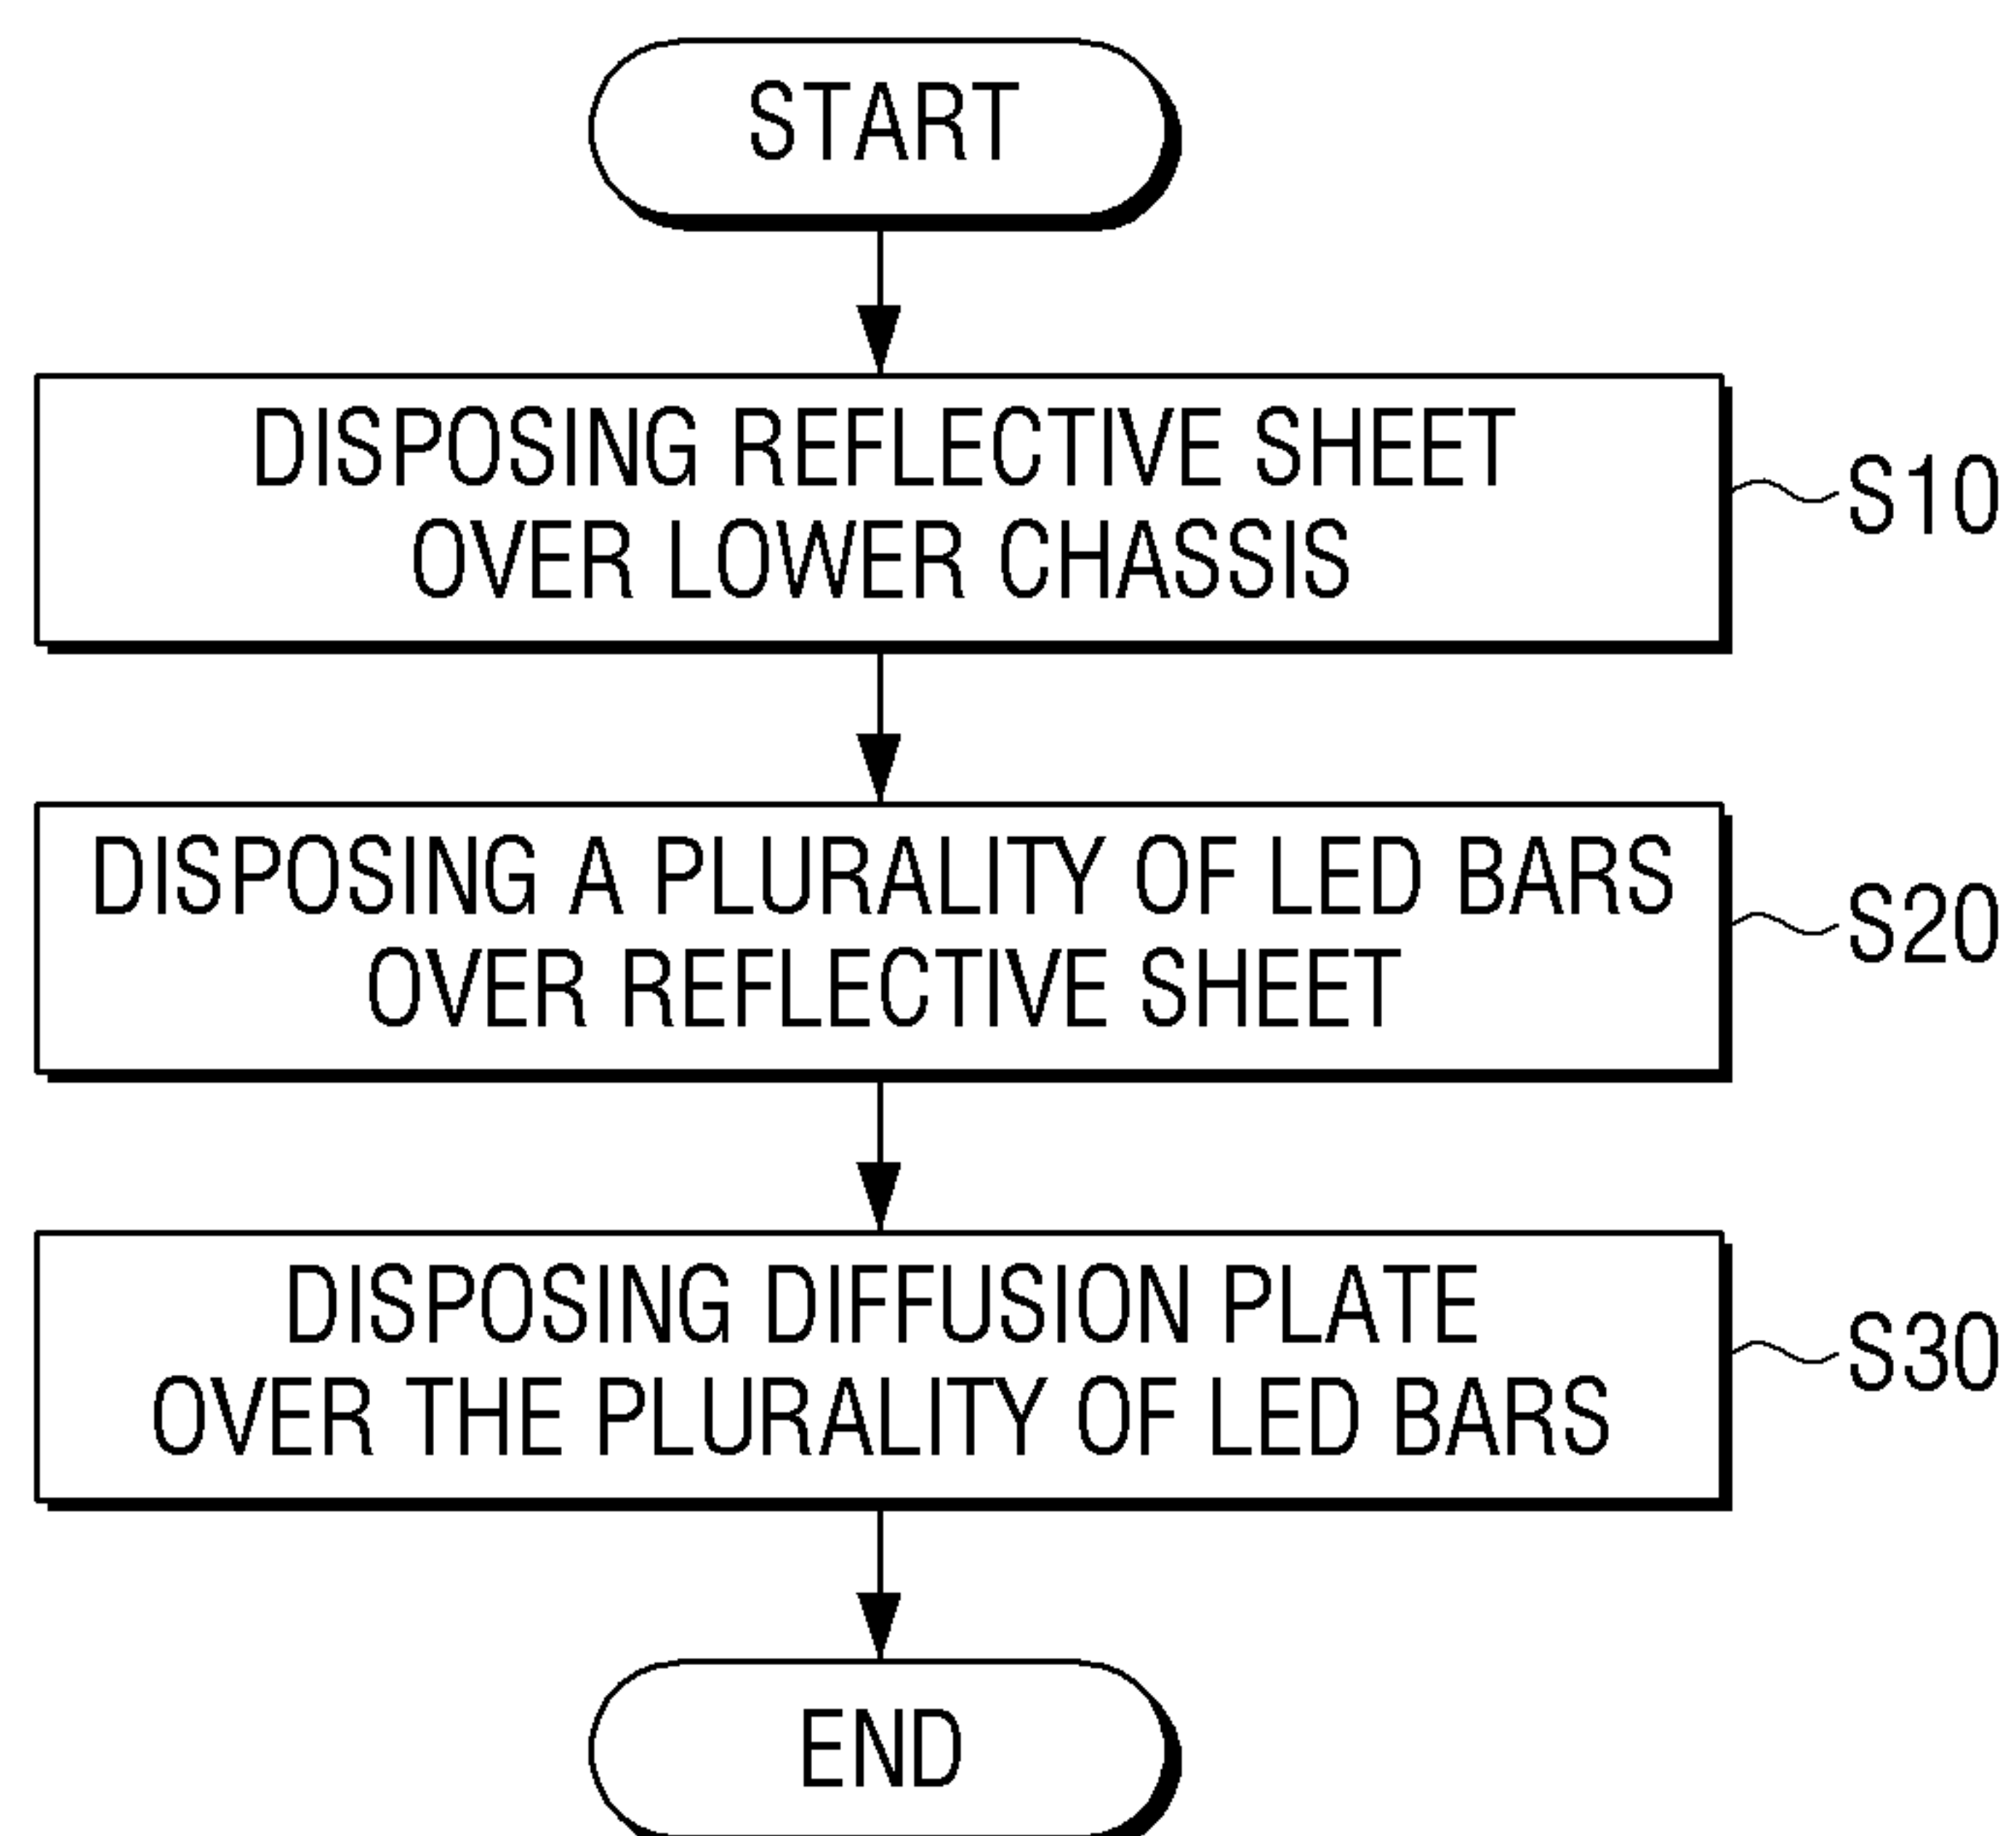 START
DISPOSING REFLECTIVE SHEET
OVER LOWER CHASSIS
S10
DISPOSING A PLURALITY OF LED BARS
OVER REFLECTIVE SHEET
S20
DISPOSING DIFFUSION PLATE
OVER THE PLURALITY OF LED BARS
S30
END